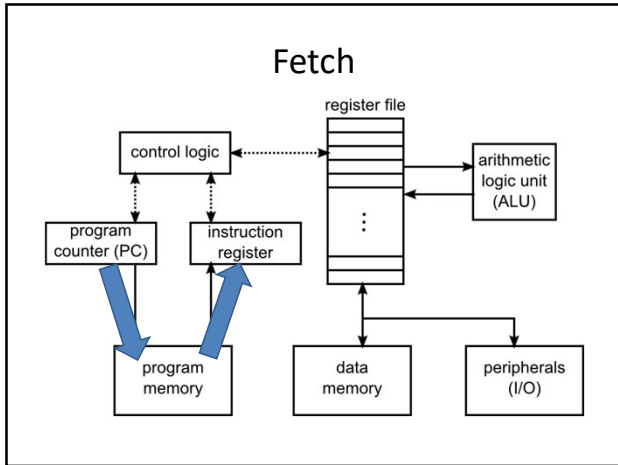 Fetch
register file
control logic
arithmetic
logic unit
(ALU)
program
counter (PC)
instruction
register
⋮
program
memory
data
memory
peripherals
(I/O)